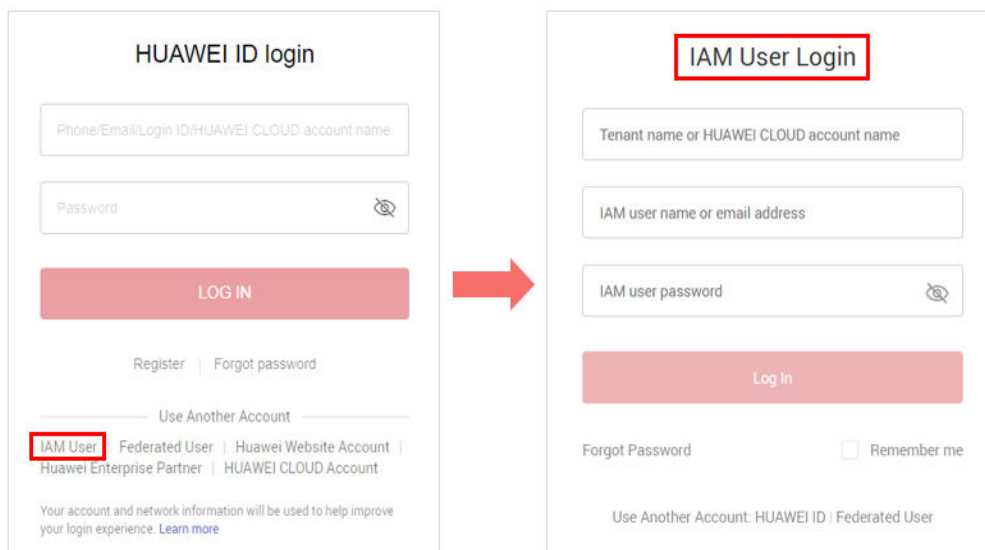 HUAWEI ID login
Phone/Email/Login ID/HUAWEI CLOUD account name
Password
LOG IN
Register | Forgot password
Use Another Account
IAM User | Federated User | Huawei Website Account |
Huawei Enterprise Partner | HUAWEI CLOUD Account
Your account and network information will be used to help improve
your login experience. Learn more
IAM User Login
Tenant name or HUAWEI CLOUD account name
IAM user name or email address
IAM user password
Log In
Forgot Password
Remember me
Use Another Account: HUAWEI ID | Federated User